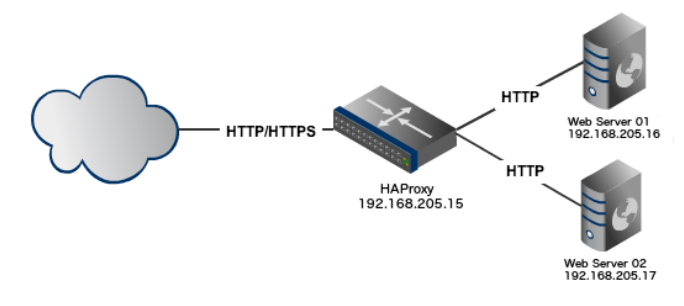 HTTP/HTTPS
HAProxy
192.168.205.15
HTTP
Web Server 01
192.168.205.16
HTTP
Web Server 02
192.168.205.17